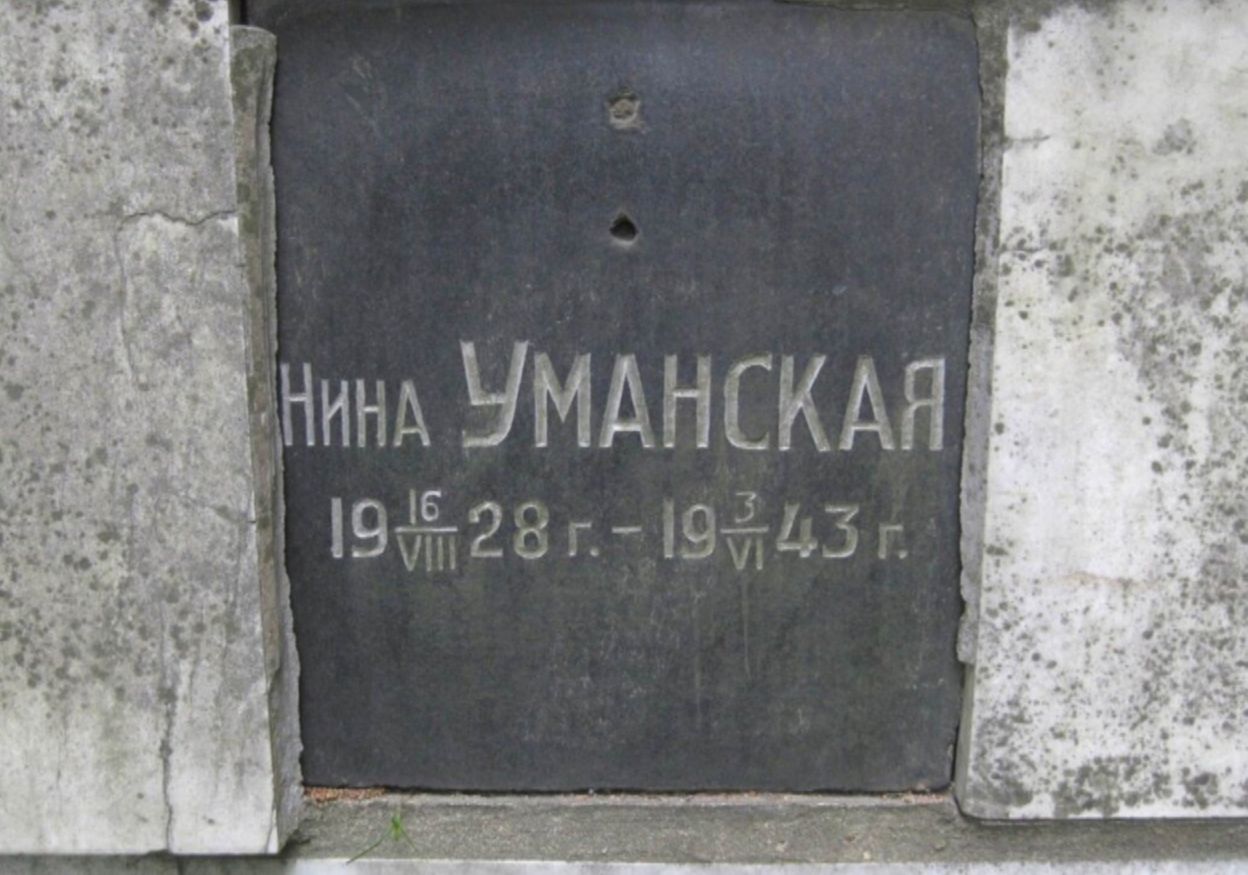 Нина УМАНСКАЯ
19 16/VIII 28 г. – 19 3/VI 43 г.